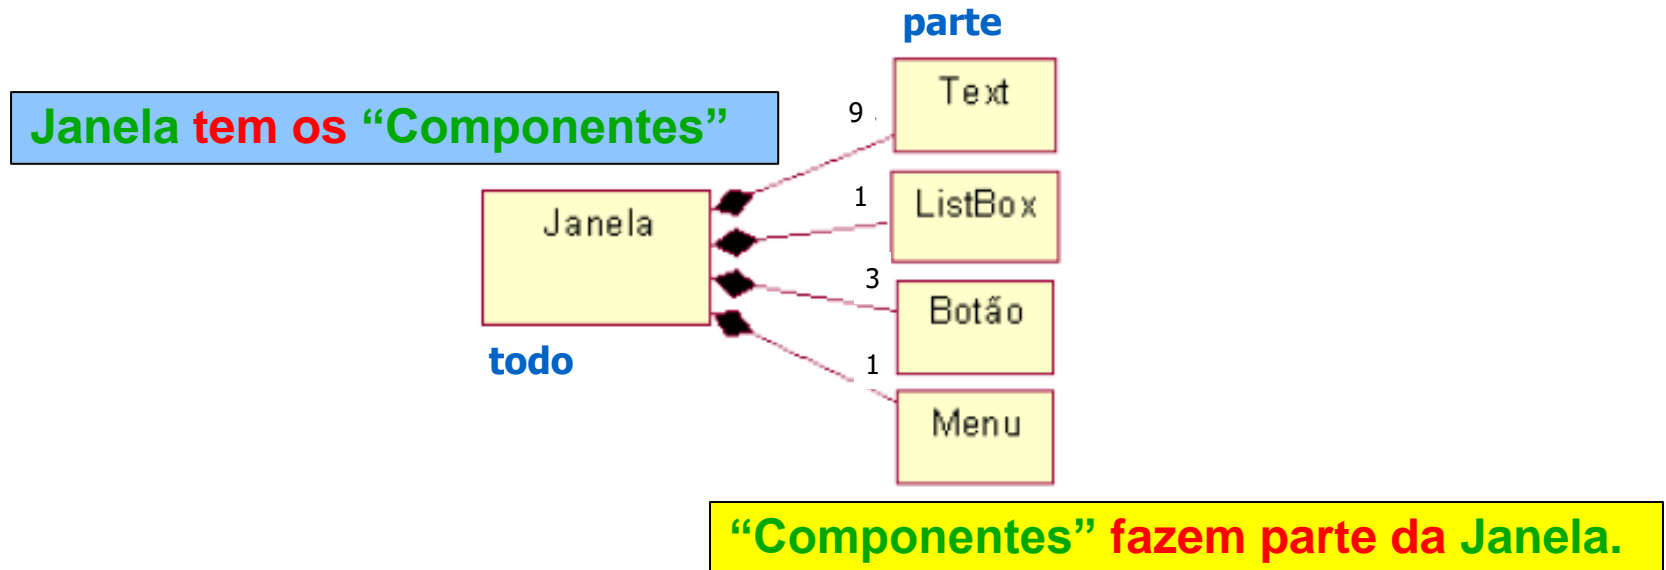 parte
Text
Janela tem os “Componentes”
9
1
ListBox
Janela
3
Botão
todo
1
Menu
“Componentes” fazem parte da Janela.